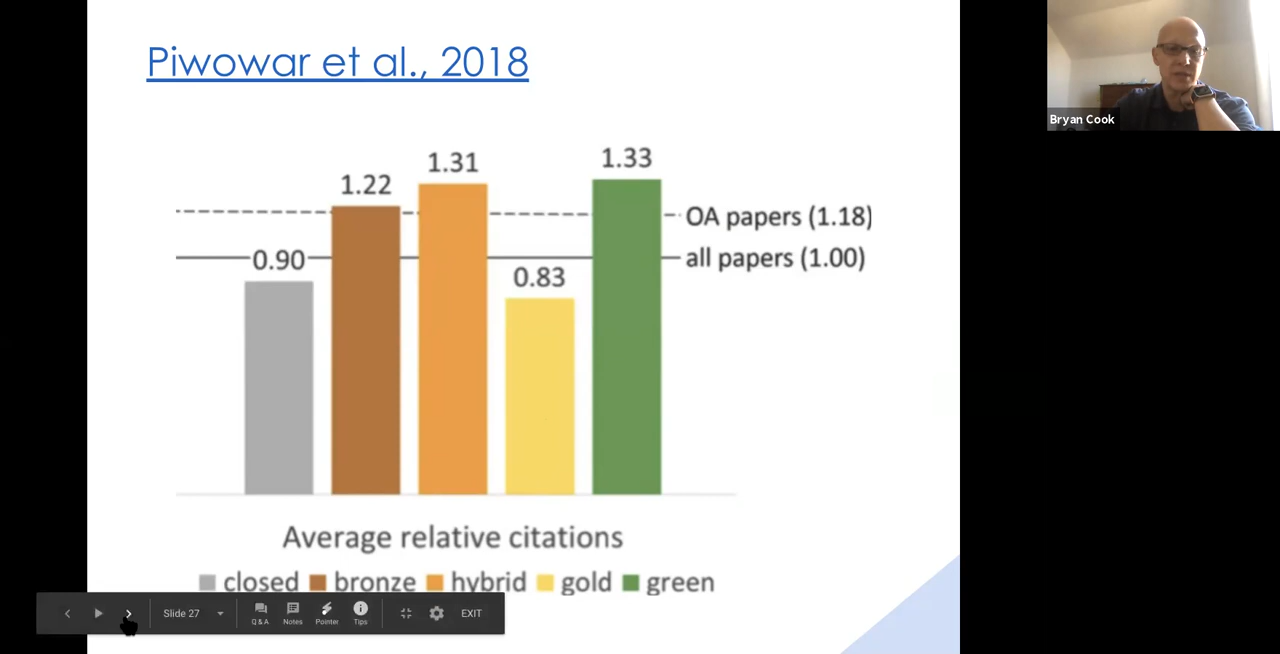 Piwowar et al., 2018
Bryan Cook
1.33
1.31
1.22
OA papers (1.18)
all papers (1.00)
0.90
0.83
Average relative citations
closed bronze hybrid gold green
Slide 27
Q & A Notes Pointer Tips
EXIT